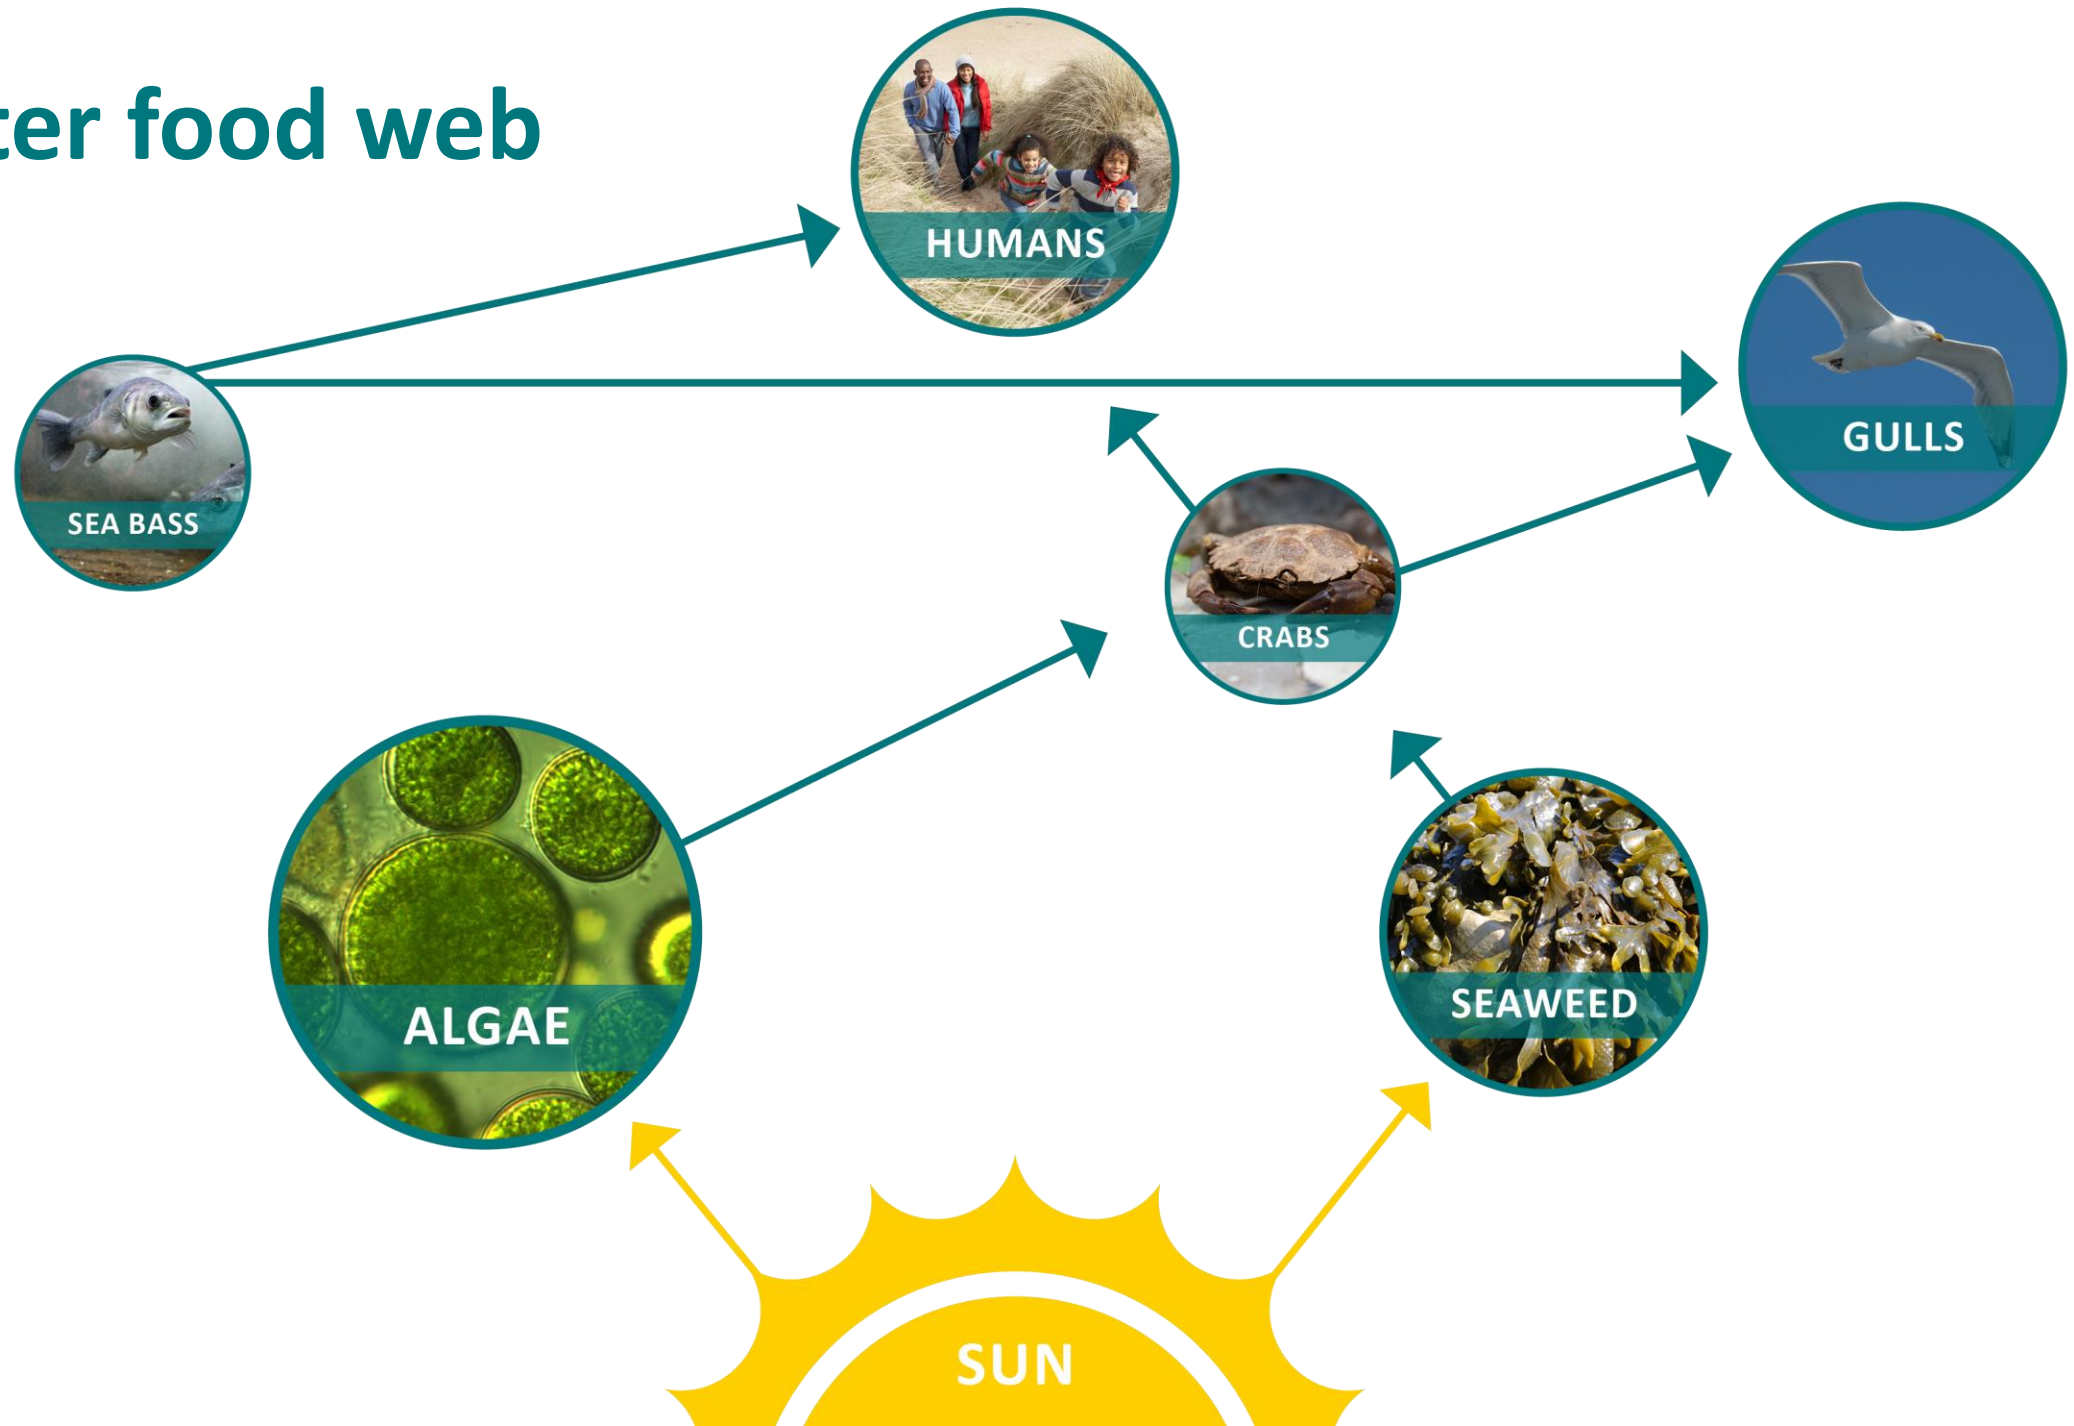 ter food web
HUMANS
GULLS
SEA BASS
CRABS
ALGAE
SEAWEED
SUN